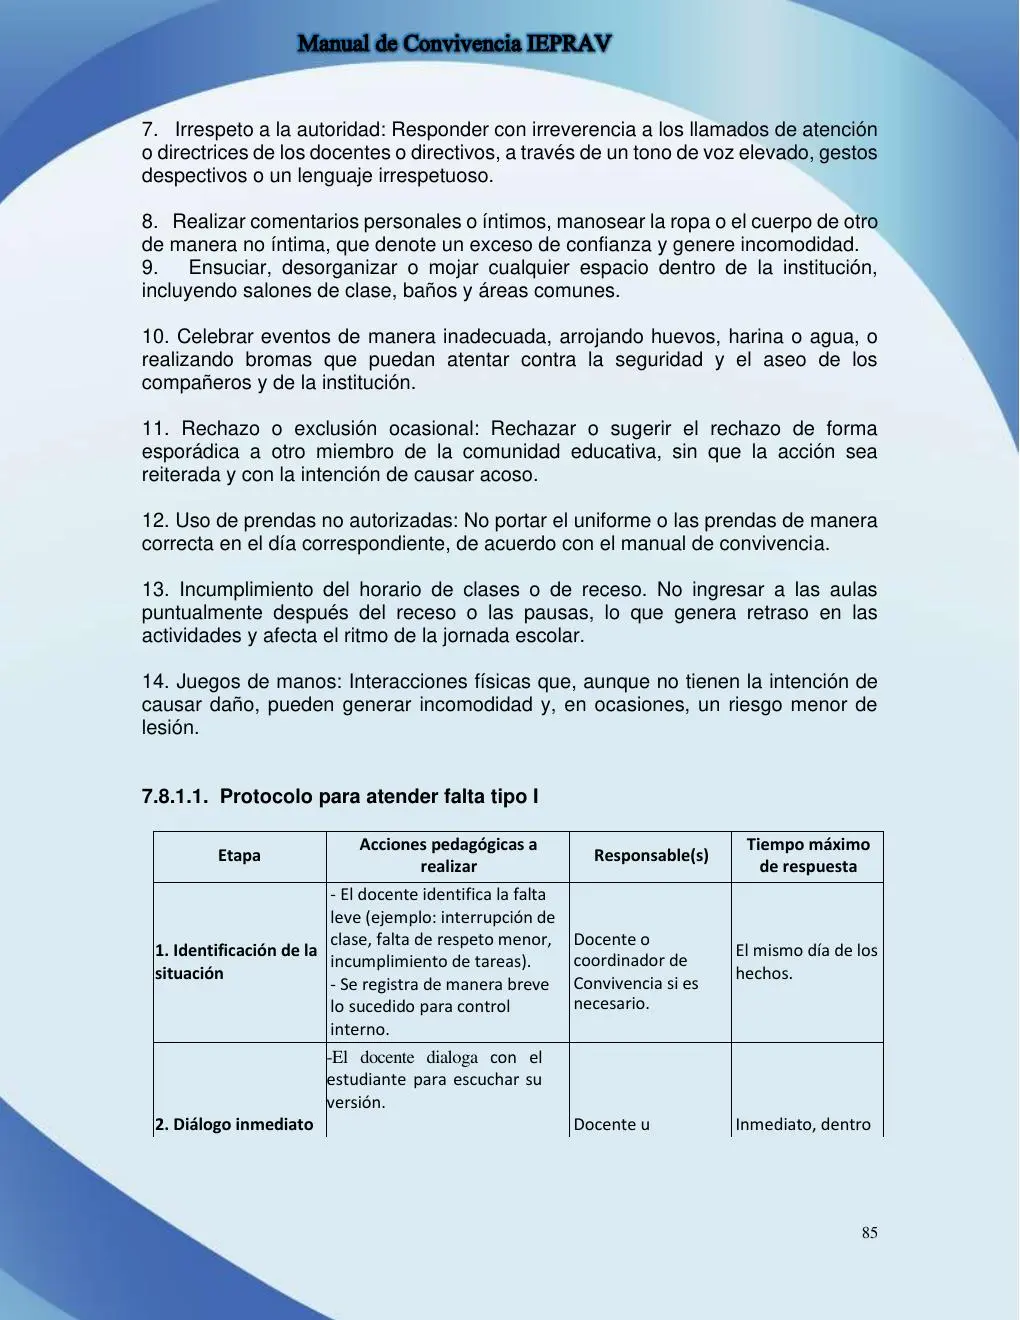 Manual de Convivencia IEPRAV
7. Irrespeto a la autoridad: Responder con irreverencia a los llamados de atención
o directrices de los docentes o directivos, a través de un tono de voz elevado, gestos
despectivos o un lenguaje irrespetuoso.
8. Realizar comentarios personales o íntimos, manosear la ropa o el cuerpo de otro
de manera no íntima, que denote un exceso de confianza y genere incomodidad.
9. Ensuciar, desorganizar o mojar cualquier espacio dentro de la institución,
incluyendo salones de clase, baños y áreas comunes.
10. Celebrar eventos de manera inadecuada, arrojando huevos, harina o agua, o
realizando bromas que puedan atentar contra la seguridad y el aseo de los
compañeros y de la institución.
11. Rechazo o exclusión ocasional: Rechazar o sugerir el rechazo de forma
esporádica a otro miembro de la comunidad educativa, sin que la acción sea
reiterada y con la intención de causar acoso.
12. Uso de prendas no autorizadas: No portar el uniforme o las prendas de manera
correcta en el día correspondiente, de acuerdo con el manual de convivencia.
13. Incumplimiento del horario de clases o de receso. No ingresar a las aulas
puntualmente después del receso o las pausas, lo que genera retraso en las
actividades y afecta el ritmo de la jornada escolar.
14. Juegos de manos: Interacciones físicas que, aunque no tienen la intención de
causar daño, pueden generar incomodidad y, en ocasiones, un riesgo menor de
lesión.
7.8.1.1. Protocolo para atender falta tipo I
Etapa
Acciones pedagógicas a
realizar
Responsable(s)
Tiempo máximo
de respuesta
1. Identificación de la
situación
- El docente identifica la falta
leve (ejemplo: interrupción de
clase, falta de respeto menor,
incumplimiento de tareas).
- Se registra de manera breve
lo sucedido para control
interno.
Docente o
coordinador de
Convivencia si es
necesario.
El mismo día de los
hechos.
2. Diálogo inmediato
-El docente dialoga con el
estudiante para escuchar su
versión.
Docente u
Inmediato, dentro
85